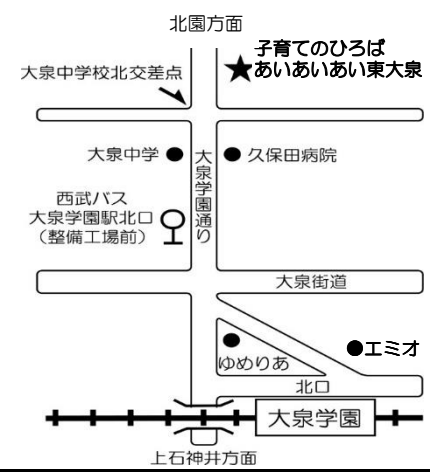 北園方面
子育てのひろば
あいあいあい東大泉
大泉中学校北交差点
大泉中学
大泉学園通り
久保田病院
西武バス
大泉学園駅北口
（整備工場前）
大泉街道
ゆめりあ
エミオ
北口
大泉学園
上石神井方面